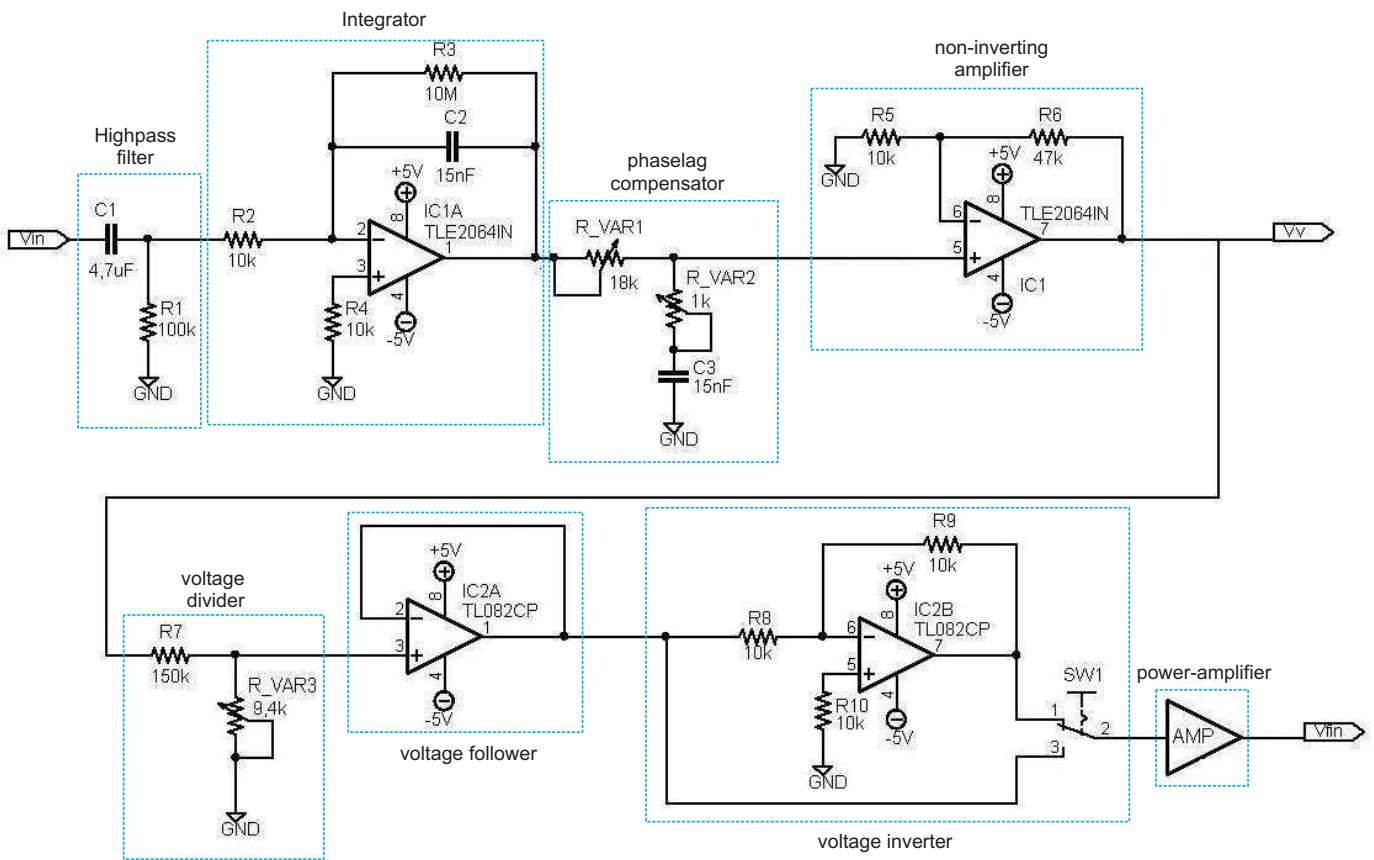 Integrator
R3
10M
C2
15nF
Highpass
filter
C1
4,7uF
Vin
R1
100k
GND
R2
10k
+5V
8
IC1A
TLE2064IN
2
3
1
4
-5V
R4
10k
GND
phaselag
compensator
R_VAR1
18k
R_VAR2
1k
C3
15nF
GND
non-inverting
amplifier
R5
10k
GND
R6
47k
+5V
8
TLE2064IN
6
5
7
4
IC1
-5V
Vv
voltage
divider
R7
150k
R_VAR3
9,4k
GND
+5V
8
IC2A
TL082CP
2
3
1
4
-5V
voltage follower
R9
10k
R8
10k
+5V
8
IC2B
TL082CP
6
5
7
4
-5V
R10
10k
GND
SW1
1
2
3
voltage inverter
power-amplifier
AMP
Vfin